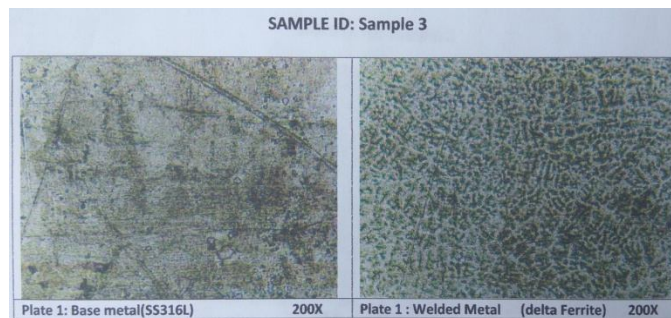 SAMPLE ID: Sample 3
Plate 1: Base metal(SS316L) 200X
Plate 1 : Welded Metal (delta Ferrite) 200X